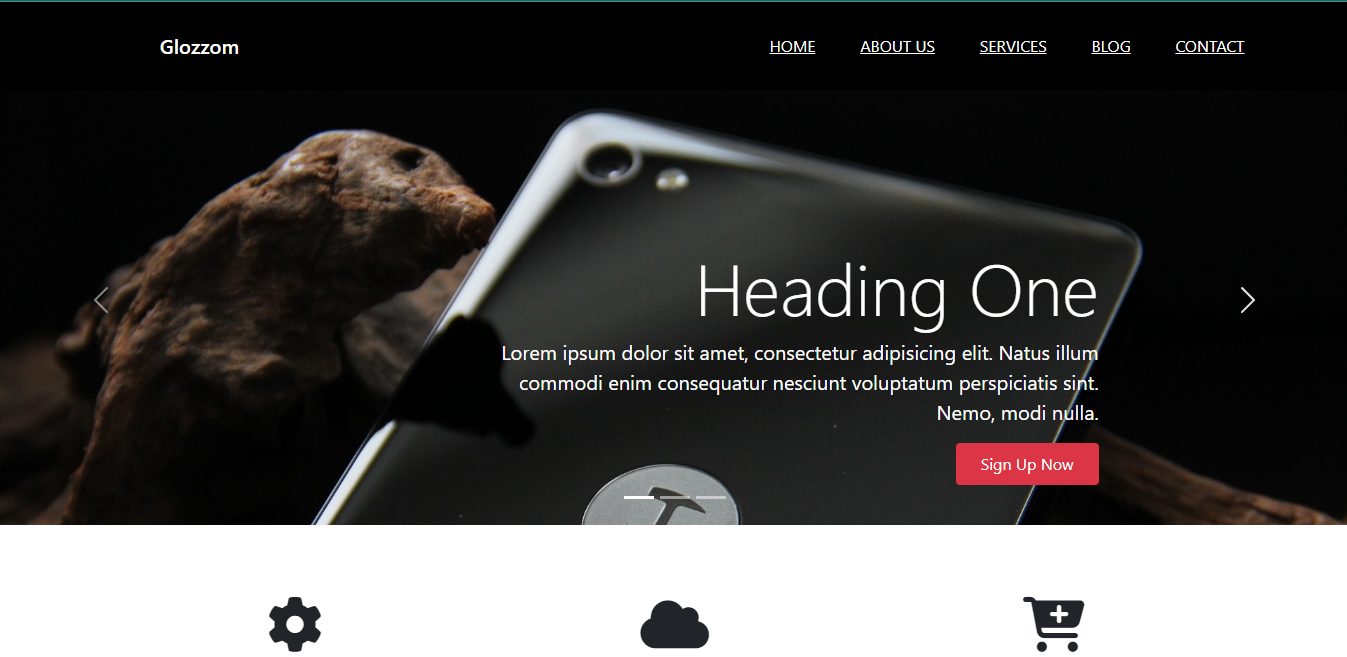 Glozzom
HOME
ABOUT US
SERVICES
BLOG
CONTACT
Heading One
Lorem ipsum dolor sit amet, consectetur adipisicing elit. Natus illum
commodi enim consequatur nesciunt voluptatum perspiciatis sint.
Nemo, modi nulla.
Sign Up Now